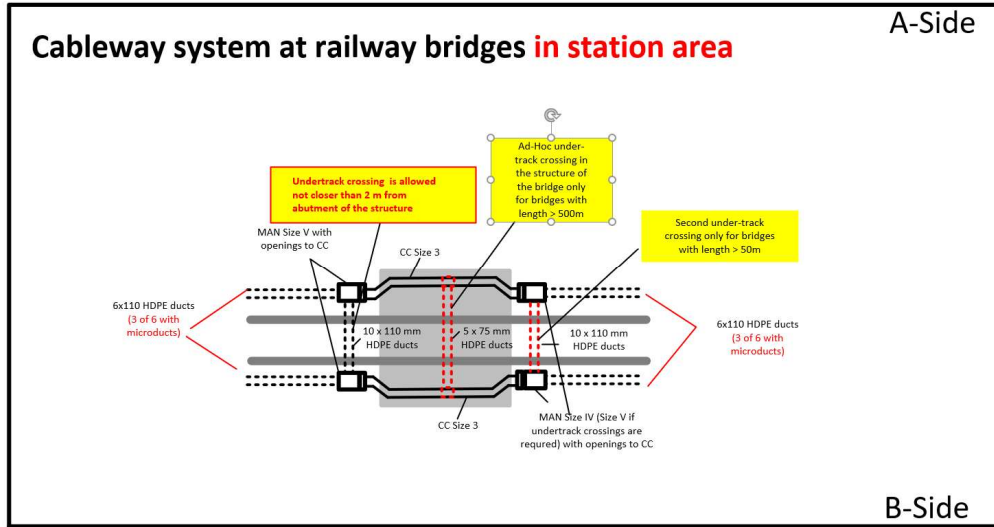 A-Side
Cableway system at railway bridges in station area
Ad-Hoc under-
track crossing in
the structure of
the bridge only
for bridges with
length > 500m
Undertrack crossing is allowed
not closer than 2 m from
abutment of the structure
Second under-track
crossing only for bridges
with length > 50m
MAN Size V with
openings to CC
CC Size 3
6x110 HDPE ducts
(3 of 6 with
microducts)
10 x 110 mm
HDPE ducts
5 x 75 mm
HDPE ducts
10 x 110 mm
HDPE ducts
6x110 HDPE ducts
(3 of 6 with
microducts)
CC Size 3
MAN Size IV (Size V if
undertrack crossings are
requred) with openings to CC
B-Side